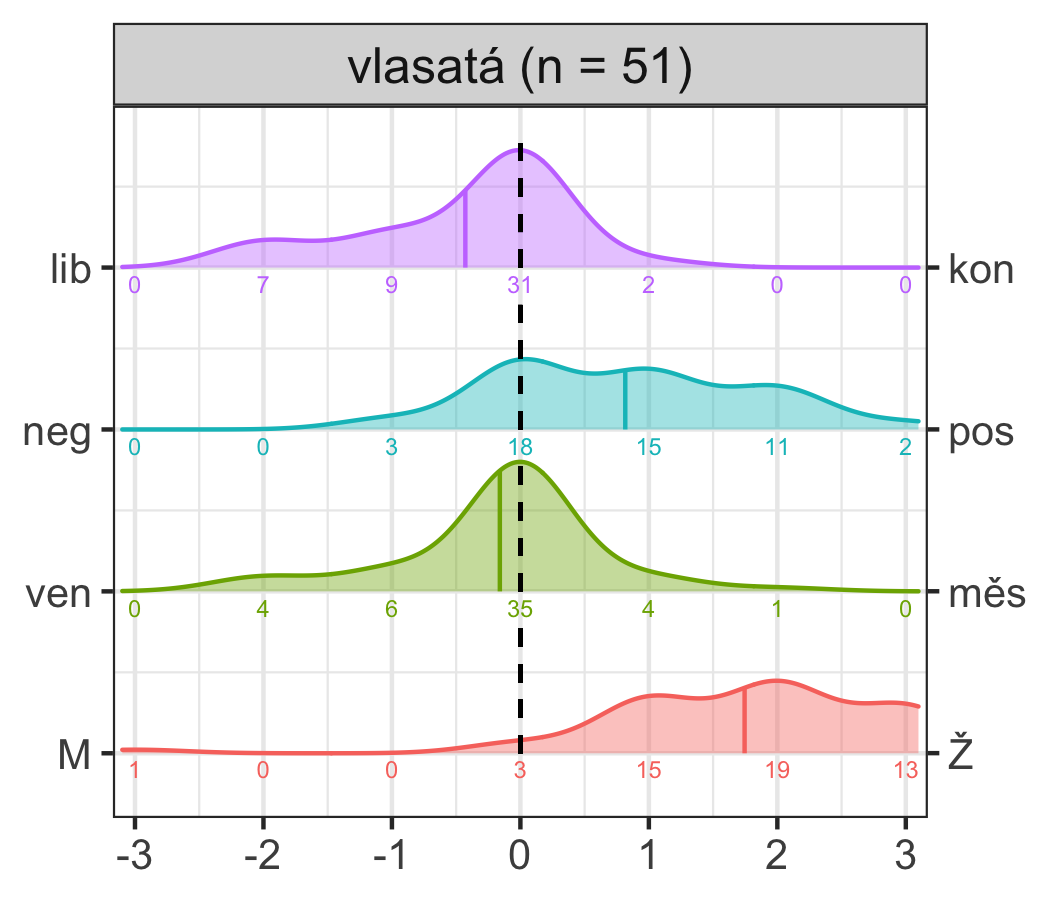 vlasatá (n = 51)
lib kon
0 7 9 31 2 0 0
neg pos
0 0 3 18 15 11 2
ven měs
0 4 6 35 4 1 0
M Ž
1 0 0 3 15 19 13
-3 -2 -1 0 1 2 3